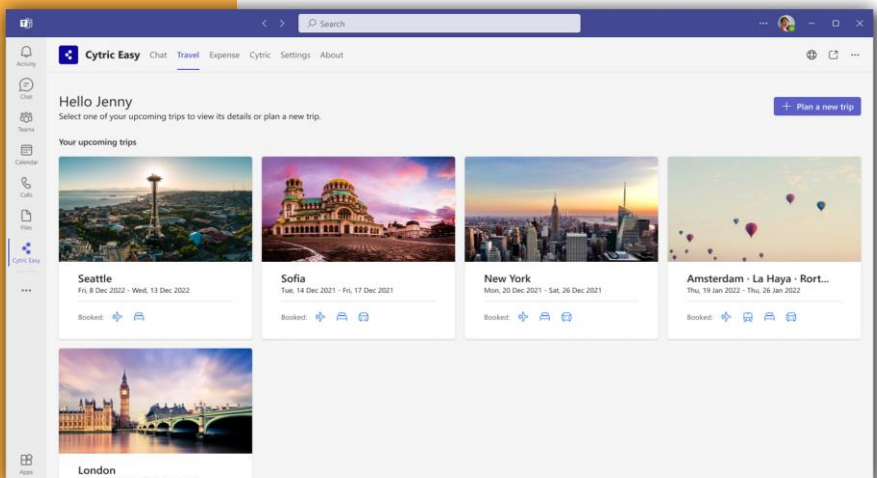 Search
Activity
Chat
Teams
Calendar
Calls
Files
Cytric Easy
Apps
Cytric Easy Chat Travel Expense Cytric Settings About
Hello Jenny
Select one of your upcoming trips to view its details or plan a new trip.
+ Plan a new trip
Your upcoming trips
Seattle
Fri, 8 Dec 2022 - Wed, 13 Dec 2022
Booked:
Sofia
Tue, 14 Dec 2021 - Fri, 17 Dec 2021
Booked:
New York
Mon, 20 Dec 2021 - Sat, 26 Dec 2021
Booked:
Amsterdam · La Haya · Rort...
Thu, 19 Jan 2022 - Thu, 26 Jan 2022
Booked:
London